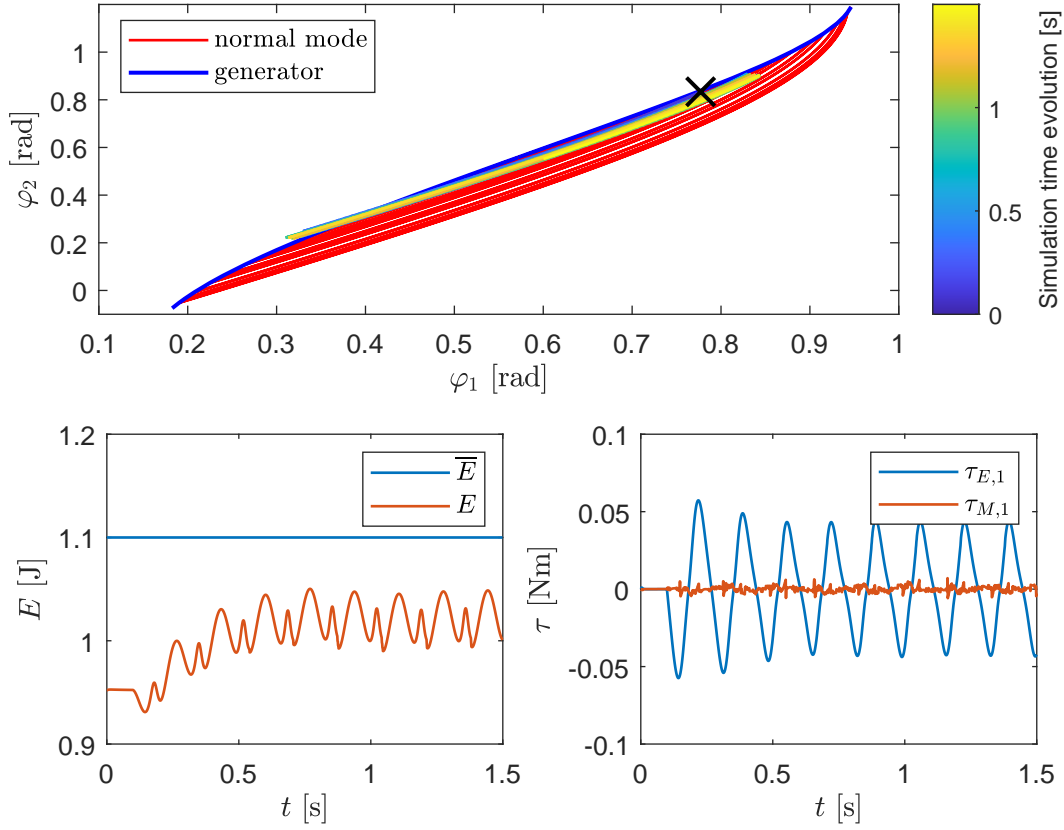 normal mode
generator
φ₂ [rad]
1
0.8
0.6
0.4
0.2
0
0.1 0.2 0.3 0.4 0.5 0.6 0.7 0.8 0.9 1
φ₁ [rad]
Simulation time evolution [s]
1
0.5
0
E [J]
1.2
1.1
1
0.9
E̅
E
0 0.5 1 1.5
t [s]
τ [Nm]
0.1
0.05
0
-0.05
-0.1
τ_{E,1}
τ_{M,1}
0 0.5 1 1.5
t [s]